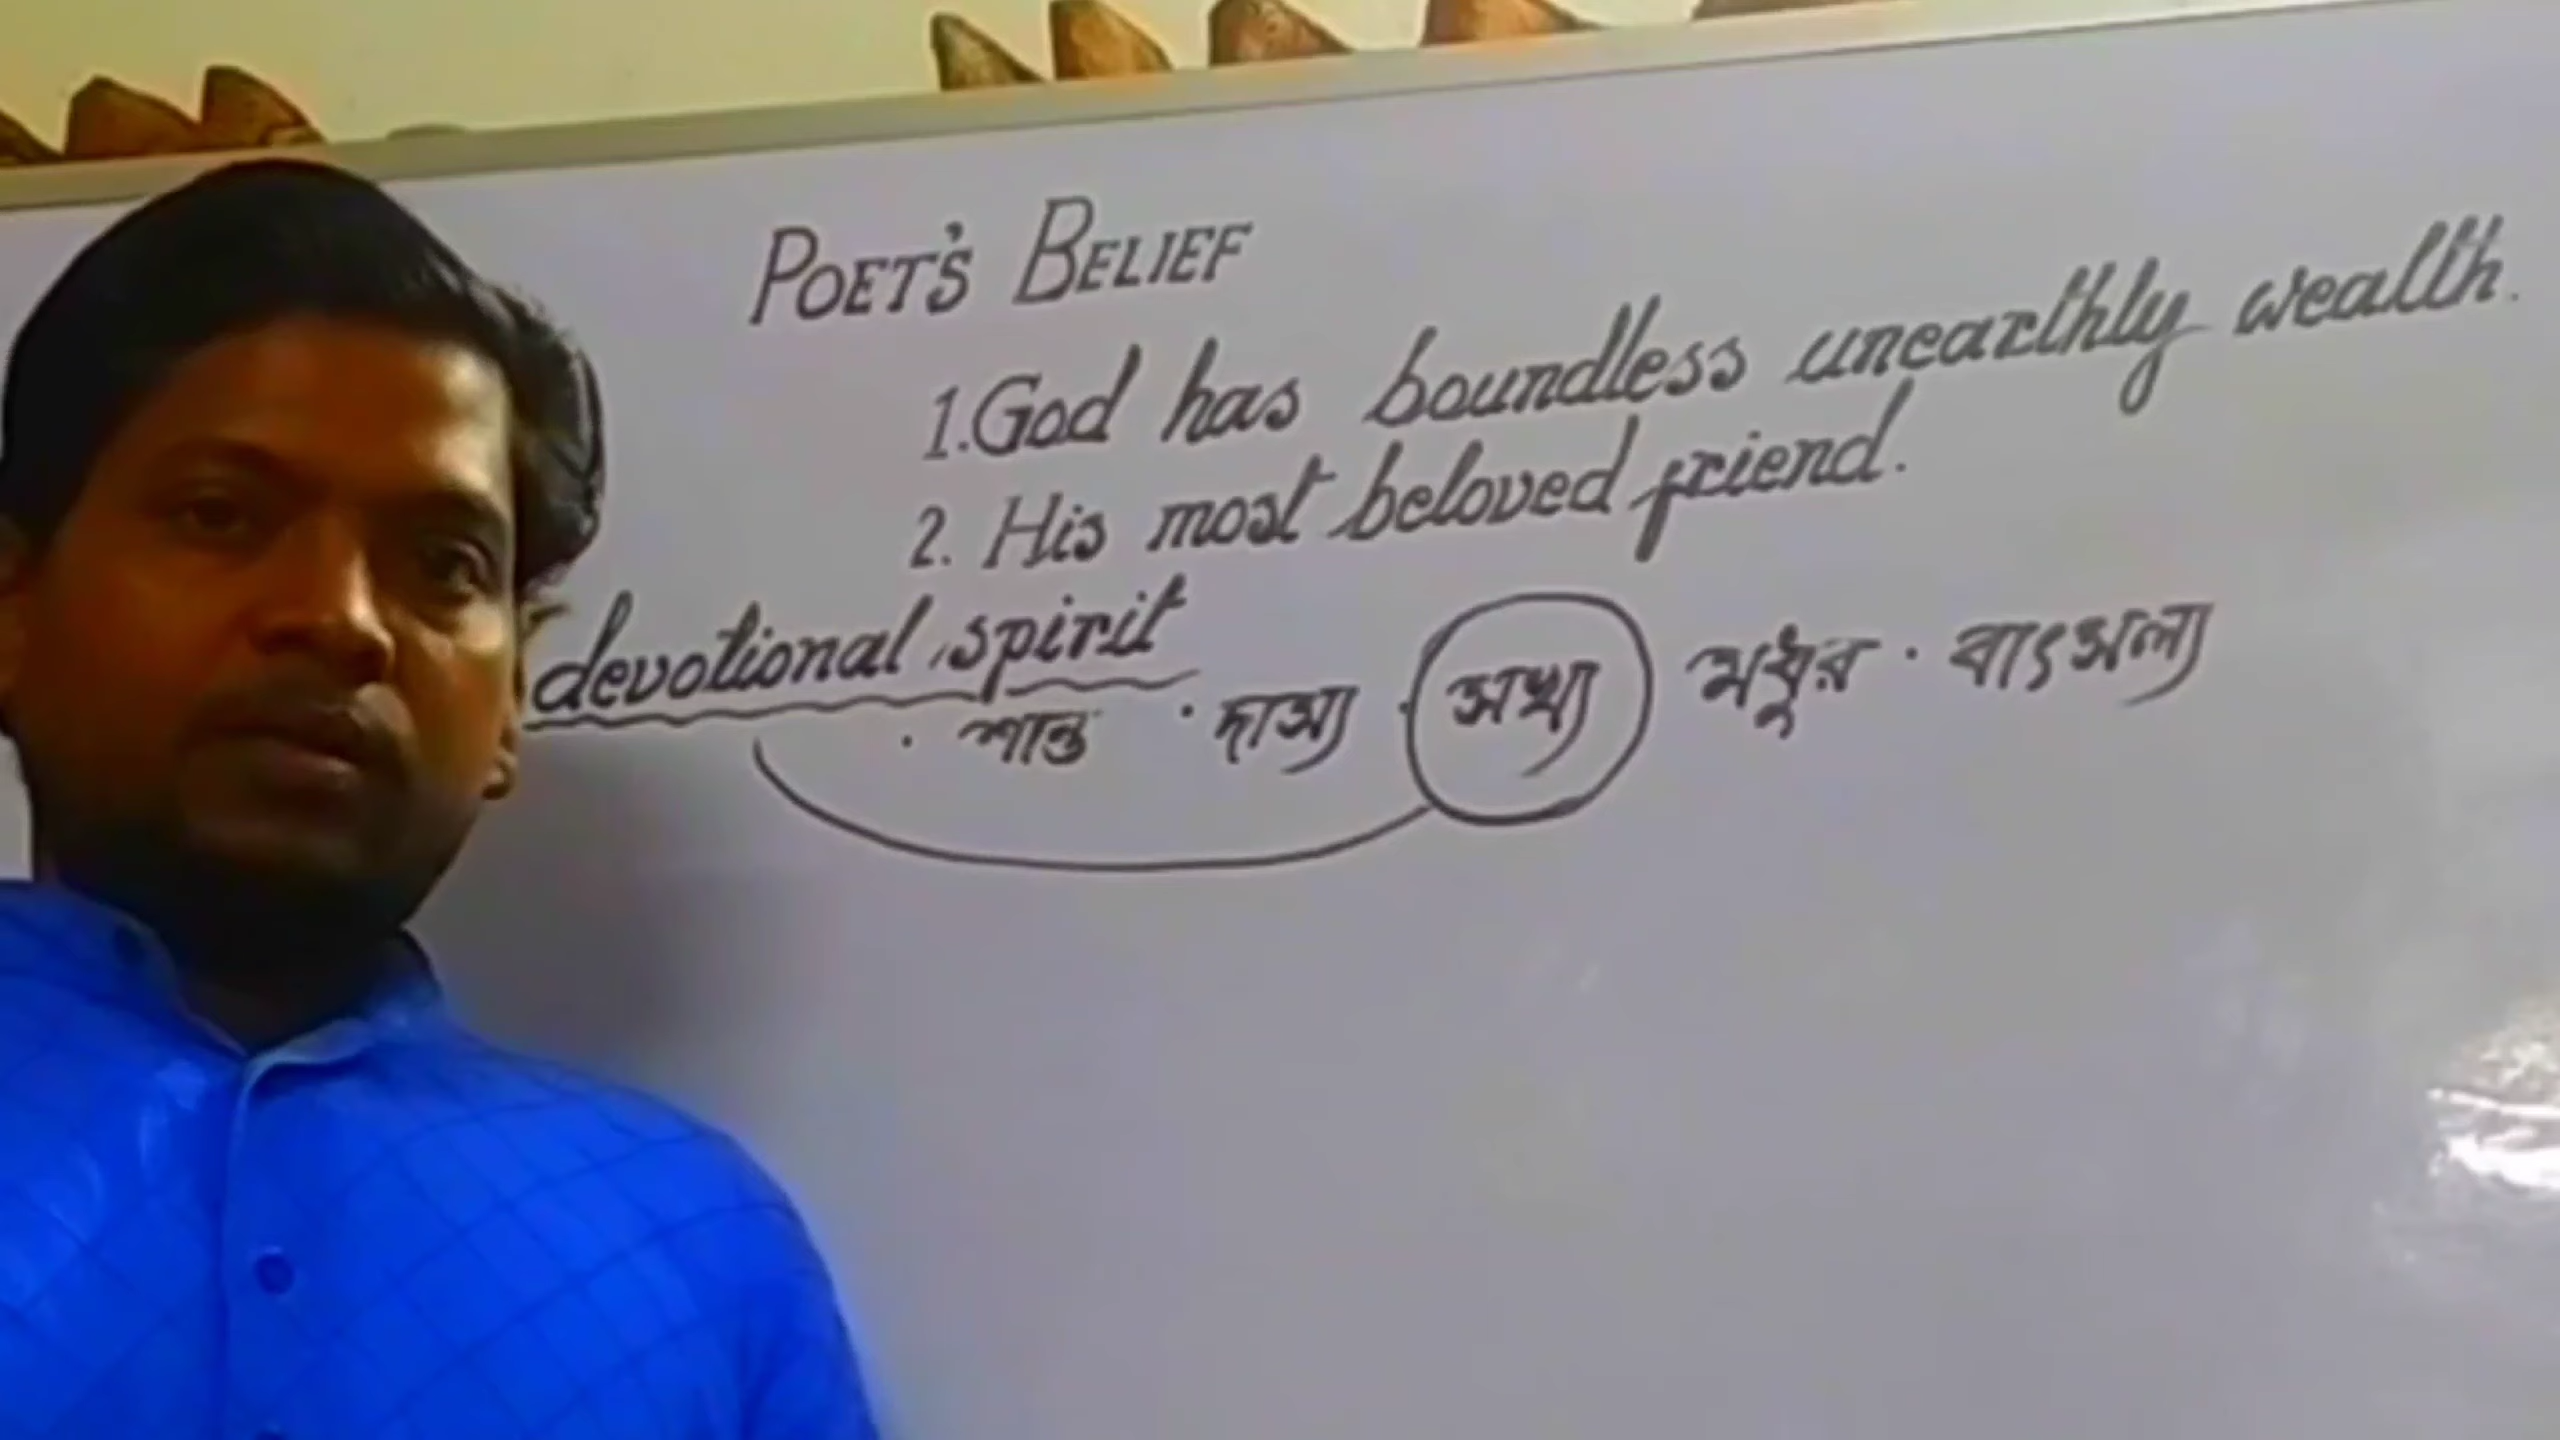 POET'S BELIEF
1. God has boundless unearthly wealth.
2. His most beloved friend.
devotional spirit
· শান্ত · দাস্য · সখ্য মধুর · বাৎসল্য